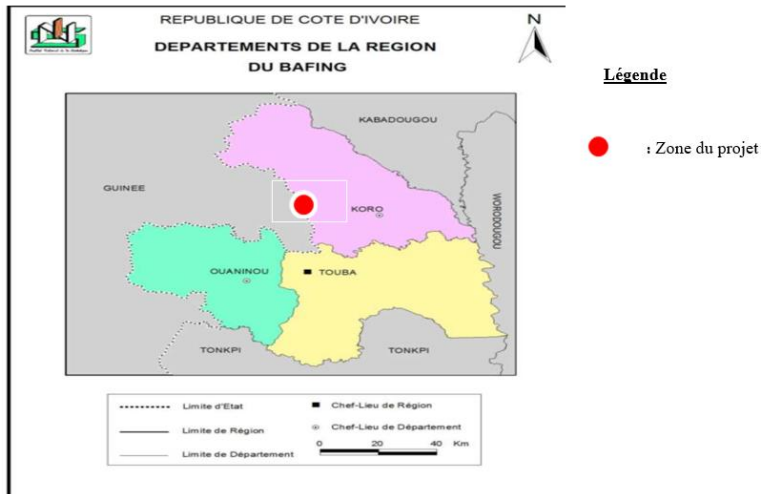 REPUBLIQUE DE COTE D'IVOIRE
DEPARTEMENTS DE LA REGION
DU BAFING
N
Légende
: Zone du projet
KABADOUGOU
GUINEE
WORODOUGOU
KORO
OUANINOU
TOUBA
TONKPI
TONKPI
Limite d'Etat
Chef-Lieu de Région
Limite de Région
Chef-Lieu de Département
0 20 40 Km
Limite de Département